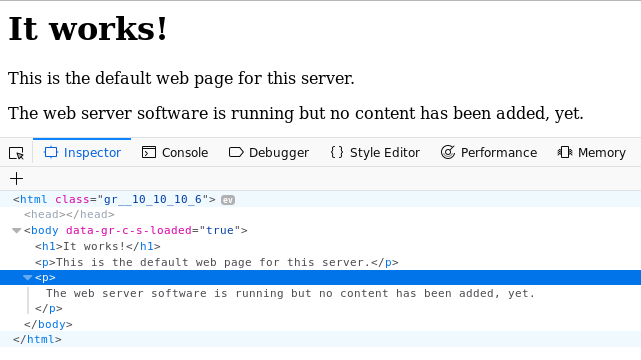 It works!
This is the default web page for this server.
The web server software is running but no content has been added, yet.
Inspector Console Debugger {} Style Editor Performance Memory
+
<html class="gr__10_10_10_6"> ev
<head></head>
<body data-gr-c-s-loaded="true">
<h1>It works!</h1>
<p>This is the default web page for this server.</p>
<p>
The web server software is running but no content has been added, yet.
</p>
</body>
</html>